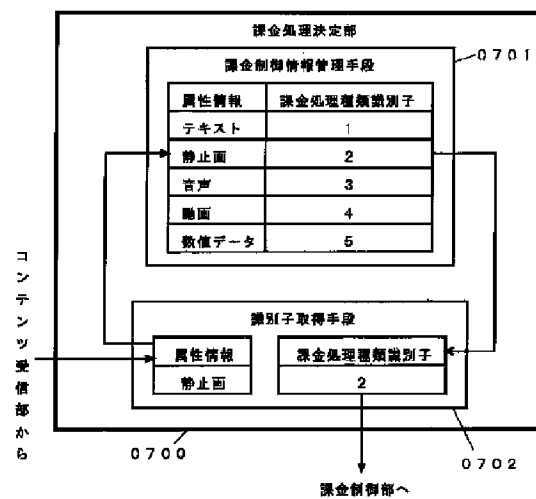 課金処理決定部
課金制御情報管理手段
0701
属性情報 課金処理種類識別子
テキスト 1
静止画 2
音声 3
動画 4
数値データ 5
コンテンツ受信部から
識別子取得手段
属性情報 課金処理種類識別子
静止画 2
0700
0702
課金制御部へ